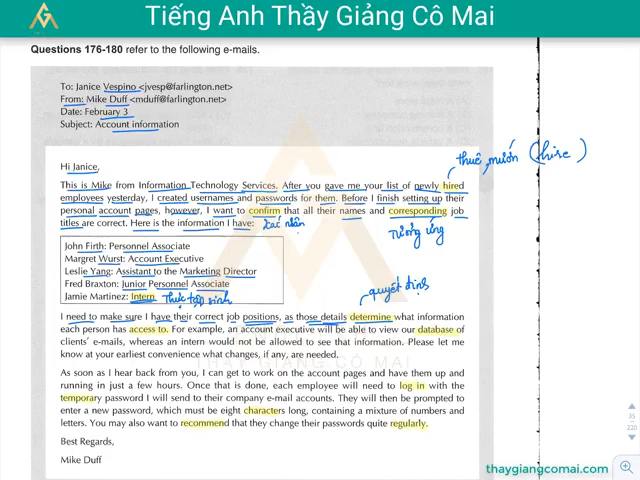 Tiếng Anh Thầy Giảng Cô Mai
Questions 176-180 refer to the following e-mails.
To: Janice Vespino <jvesp@farlington.net>
From: Mike Duff <mduff@farlington.net>
Date: February 3
Subject: Account information
thuê, mướn (hire)
Hi Janice,
This is Mike from Information Technology Services. After you gave me your list of newly hired
employees yesterday, I created usernames and passwords for them. Before I finish setting up their
personal account pages, however, I want to confirm that all their names and corresponding job
titles are correct. Here is the information I have:
xác nhận
tương ứng
John Firth: Personnel Associate
Margret Wurst: Account Executive
Leslie Yang: Assistant to the Marketing Director
Fred Braxton: Junior Personnel Associate
Jamie Martinez: Intern
Thực tập sinh
quyết định
I need to make sure I have their correct job positions, as those details determine what information
each person has access to. For example, an account executive will be able to view our database of
clients' e-mails, whereas an intern would not be allowed to see that information. Please let me
know at your earliest convenience what changes, if any, are needed.
THAY GIANG CO MAI
As soon as I hear back from you, I can get to work on the account pages and have them up and
running in just a few hours. Once that is done, each employee will need to log in with the
temporary password I will send to their company e-mail accounts. They will then be prompted to
enter a new password, which must be eight characters long, containing a mixture of numbers and
letters. You may also want to recommend that they change their passwords quite regularly.
Best Regards,
Mike Duff
35
220
thaygiangcomai.com